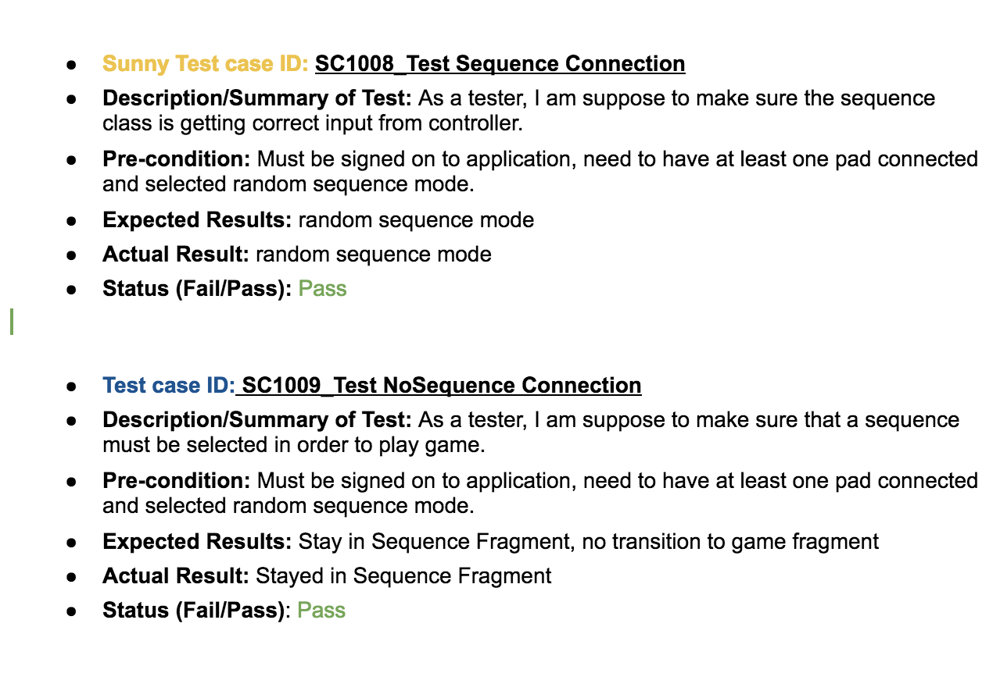 ● Sunny Test case ID: SC1008_Test Sequence Connection
● Description/Summary of Test: As a tester, I am suppose to make sure the sequence
class is getting correct input from controller.
● Pre-condition: Must be signed on to application, need to have at least one pad connected
and selected random sequence mode.
● Expected Results: random sequence mode
● Actual Result: random sequence mode
● Status (Fail/Pass): Pass
● Test case ID: SC1009_Test NoSequence Connection
● Description/Summary of Test: As a tester, I am suppose to make sure that a sequence
must be selected in order to play game.
● Pre-condition: Must be signed on to application, need to have at least one pad connected
and selected random sequence mode.
● Expected Results: Stay in Sequence Fragment, no transition to game fragment
● Actual Result: Stayed in Sequence Fragment
● Status (Fail/Pass): Pass